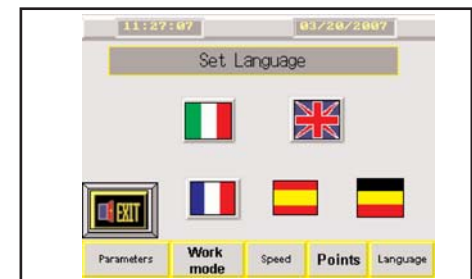 11:27:07 03/20/2007
Set Language
EXIT
Parameters Work mode Speed Points Language